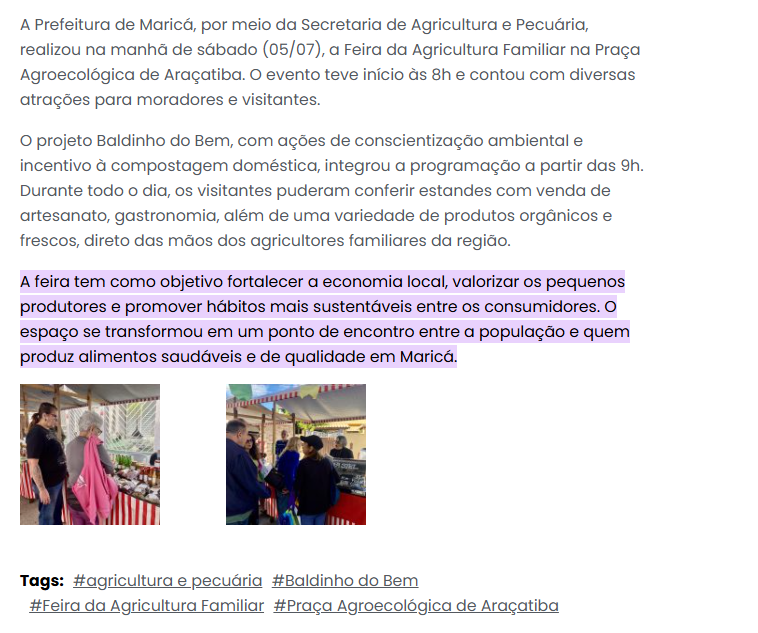 A Prefeitura de Maricá, por meio da Secretaria de Agricultura e Pecuária,
realizou na manhã de sábado (05/07), a Feira da Agricultura Familiar na Praça
Agroecológica de Araçatiba. O evento teve início às 8h e contou com diversas
atrações para moradores e visitantes.
O projeto Baldinho do Bem, com ações de conscientização ambiental e
incentivo à compostagem doméstica, integrou a programação a partir das 9h.
Durante todo o dia, os visitantes puderam conferir estandes com venda de
artesanato, gastronomia, além de uma variedade de produtos orgânicos e
frescos, direto das mãos dos agricultores familiares da região.
A feira tem como objetivo fortalecer a economia local, valorizar os pequenos
produtores e promover hábitos mais sustentáveis entre os consumidores. O
espaço se transformou em um ponto de encontro entre a população e quem
produz alimentos saudáveis e de qualidade em Maricá.
Tags: #agricultura e pecuária #Baldinho do Bem
#Feira da Agricultura Familiar #Praça Agroecológica de Araçatiba